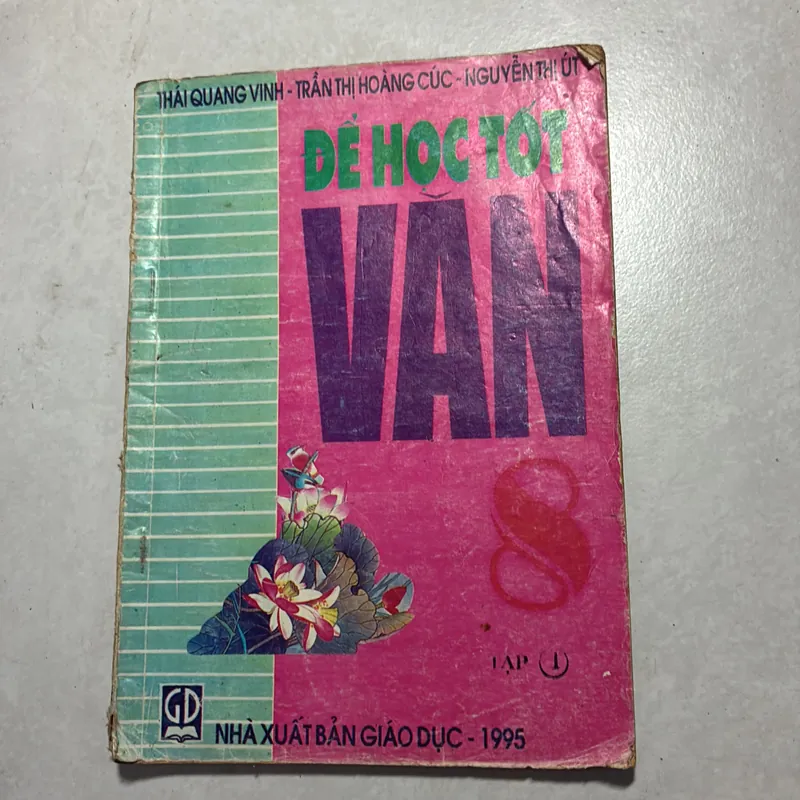 THÁI QUANG VINH - TRẦN THỊ HOÀNG CÚC - NGUYỄN THỊ ÚT
ĐỂ HỌC TỐT
VĂN
8
TẬP 1
GD
NHÀ XUẤT BẢN GIÁO DỤC - 1995